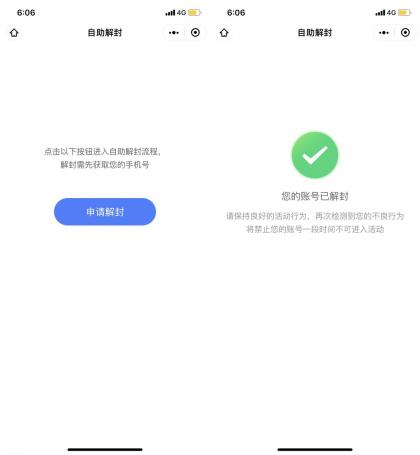 6:06
4G
自助解封
点击以下按钮进入自助解封流程，
解封需先获取您的手机号
申请解封
6:06
4G
自助解封
您的账号已解封
请保持良好的活动行为，再次检测到您的不良行为
将禁止您的账号一段时间不可进入活动